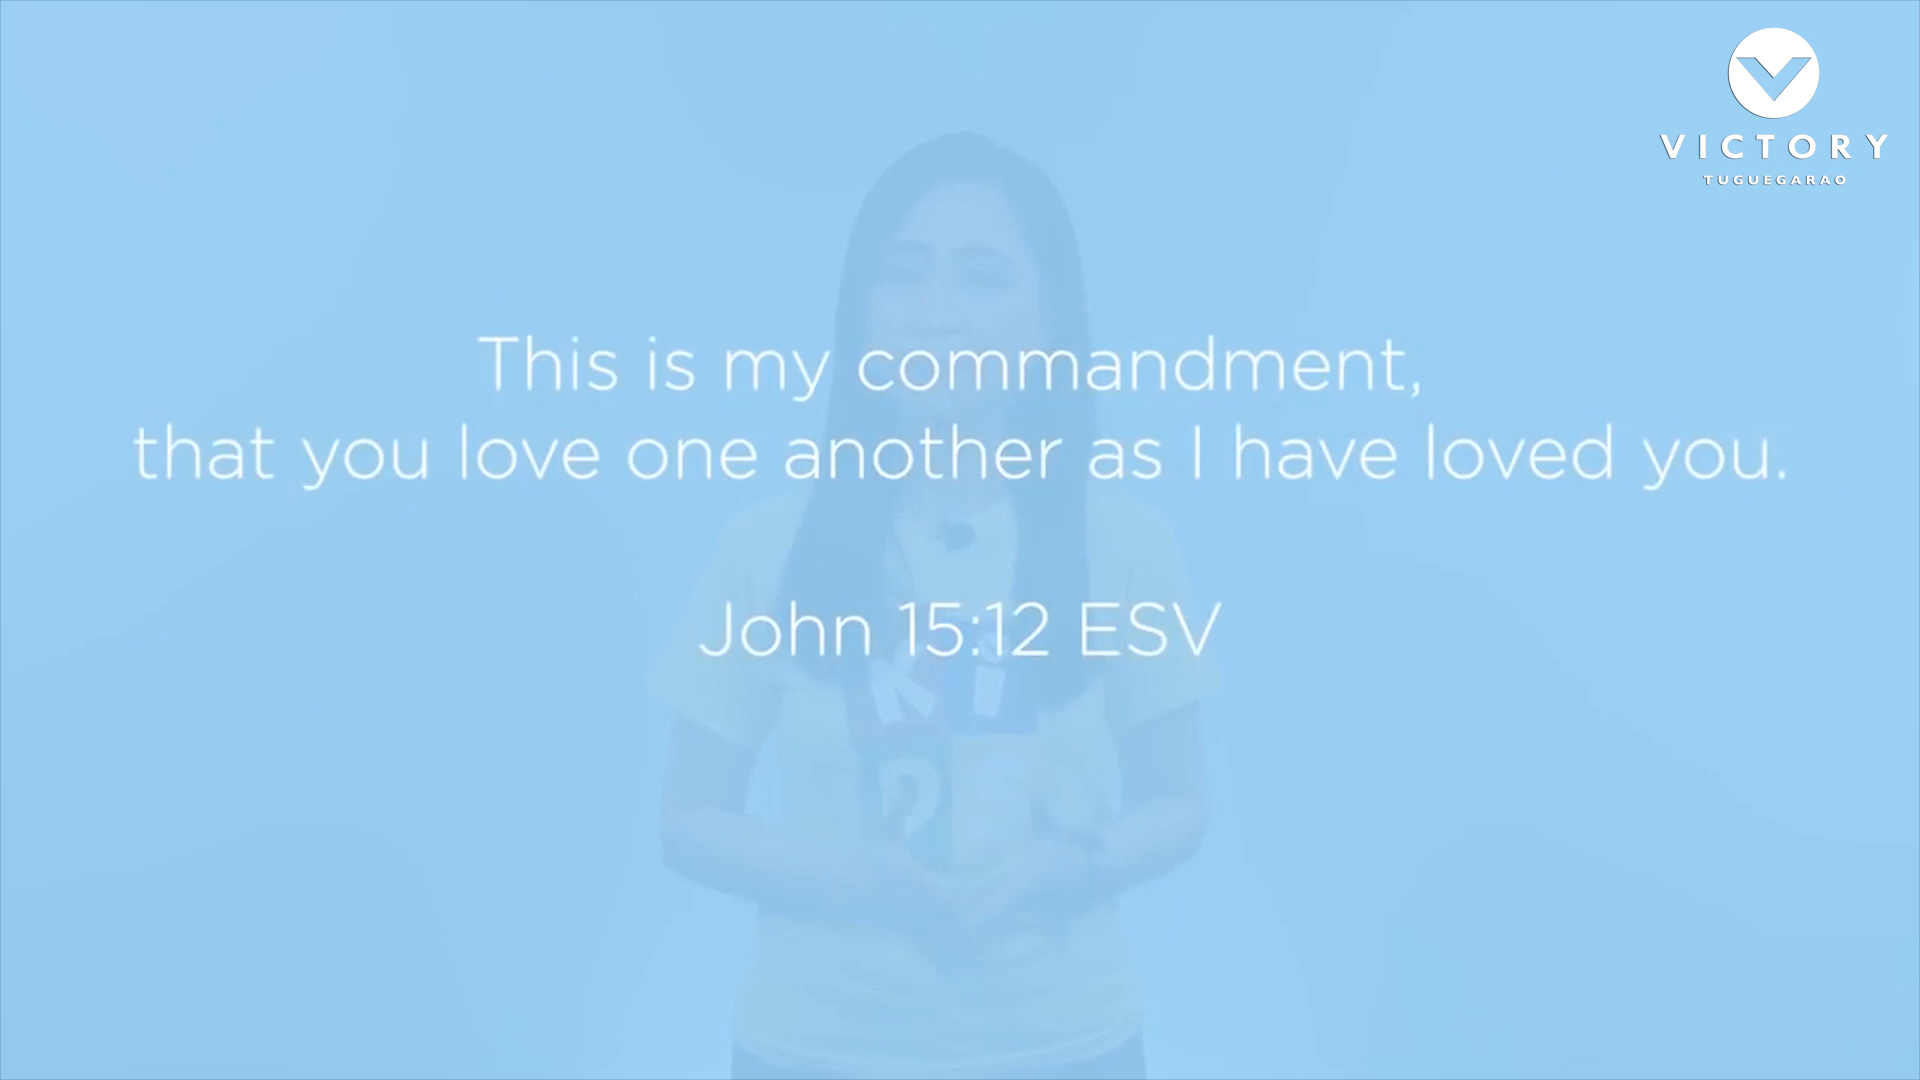 VICTORY
TUGUEGARAO
This is my commandment,
that you love one another as I have loved you.
John 15:12 ESV
Ki
D